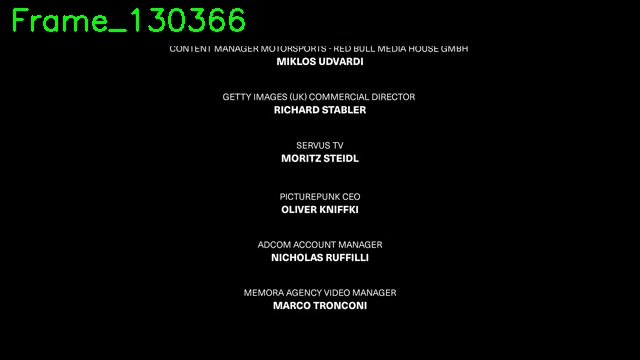 Frame_130366
CONTENT MANAGER MOTORSPORTS - RED BULL MEDIA HOUSE GMBH
MIKLOS UDVARDI
GETTY IMAGES (UK) COMMERCIAL DIRECTOR
RICHARD STABLER
SERVUS TV
MORITZ STEIDL
PICTUREPUNK CEO
OLIVER KNIFFKI
ADCOM ACCOUNT MANAGER
NICHOLAS RUFFILLI
MEMORA AGENCY VIDEO MANAGER
MARCO TRONCONI